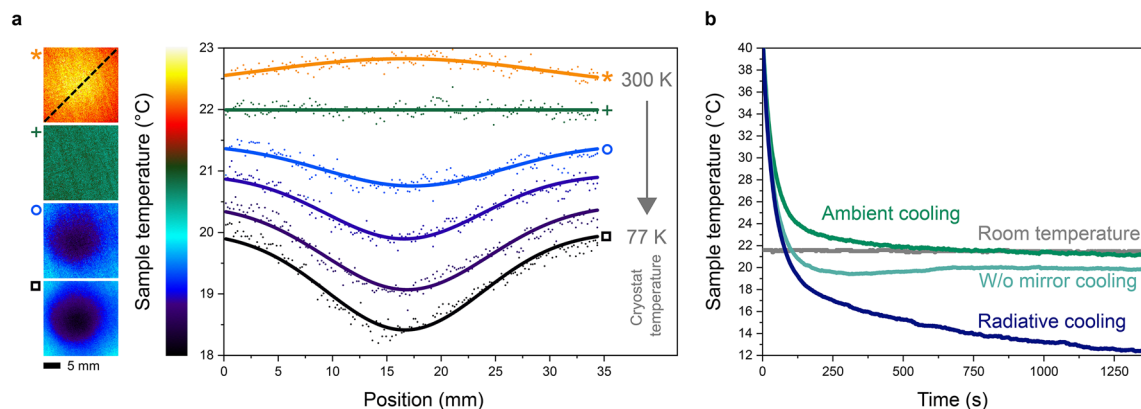 a
*
+
5 mm
Sample temperature (°C)
23
22
21
20
19
18
Sample temperature (°C)
0
5
10
15
20
25
30
35
Position (mm)
*
300 K
+
77 K
Cryostat
temperature
b
Sample temperature (°C)
40
38
36
34
32
30
28
26
24
22
20
18
16
14
12
Ambient cooling
Room temperature
W/o mirror cooling
Radiative cooling
0
250
500
750
1000
1250
Time (s)